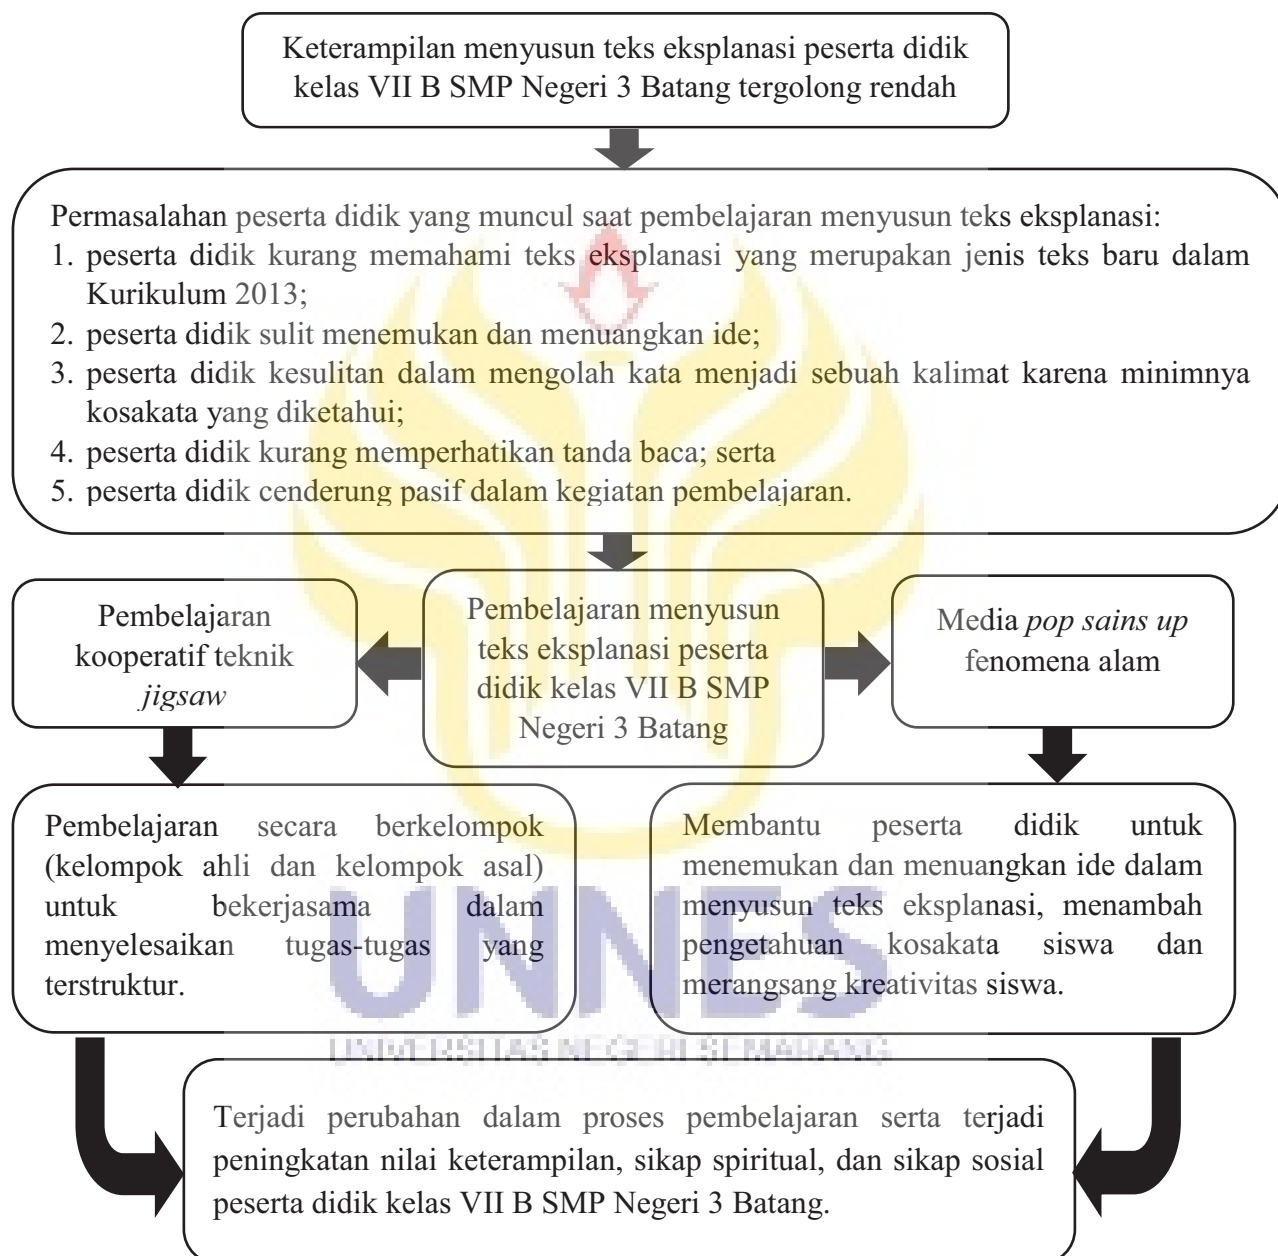 Keterampilan menyusun teks eksplanasi peserta didik
kelas VII B SMP Negeri 3 Batang tergolong rendah
Permasalahan peserta didik yang muncul saat pembelajaran menyusun teks eksplanasi:
1. peserta didik kurang memahami teks eksplanasi yang merupakan jenis teks baru dalam
Kurikulum 2013;
2. peserta didik sulit menemukan dan menuangkan ide;
3. peserta didik kesulitan dalam mengolah kata menjadi sebuah kalimat karena minimnya
kosakata yang diketahui;
4. peserta didik kurang memperhatikan tanda baca; serta
5. peserta didik cenderung pasif dalam kegiatan pembelajaran.
Pembelajaran
kooperatif teknik
jigsaw
Pembelajaran menyusun
teks eksplanasi peserta
didik kelas VII B SMP
Negeri 3 Batang
Media pop sains up
fenomena alam
Pembelajaran secara berkelompok
(kelompok ahli dan kelompok asal)
untuk bekerjasama dalam
menyelesaikan tugas-tugas yang
terstruktur.
Membantu peserta didik untuk
menemukan dan menuangkan ide dalam
menyusun teks eksplanasi, menambah
pengetahuan kosakata siswa dan
merangsang kreativitas siswa.
UNNES
UNIVERSITAS NEGERI SEMARANG
Terjadi perubahan dalam proses pembelajaran serta terjadi
peningkatan nilai keterampilan, sikap spiritual, dan sikap sosial
peserta didik kelas VII B SMP Negeri 3 Batang.